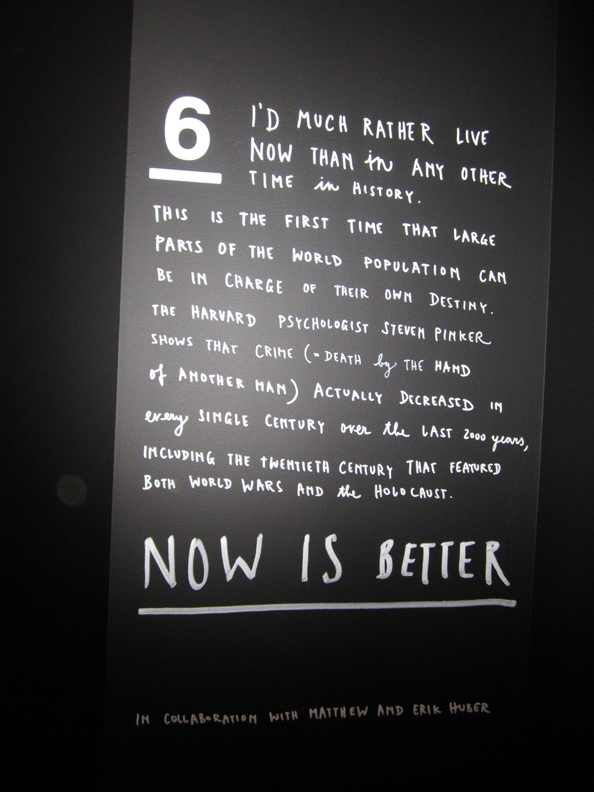 6
I'D MUCH RATHER LIVE
NOW THAN in ANY OTHER
TIME in HISTORY.
THIS IS THE FIRST TIME THAT LARGE
PARTS OF THE WORLD POPULATION CAN
BE IN CHARGE OF THEIR OWN DESTINY.
THE HARVARD PSYCHOLOGIST STEVEN PINKER
SHOWS THAT CRIME (=DEATH by THE HAND
of ANOTHER MAN) ACTUALLY DECREASED IN
every SINGLE CENTURY over the LAST 2000 years,
INCLUDING THE TWENTIETH CENTURY THAT FEATURED
BOTH WORLD WARS AND the HOLOCAUST.
NOW IS BETTER
IN COLLABORATION WITH MATTHEW AND ERIK HUBER